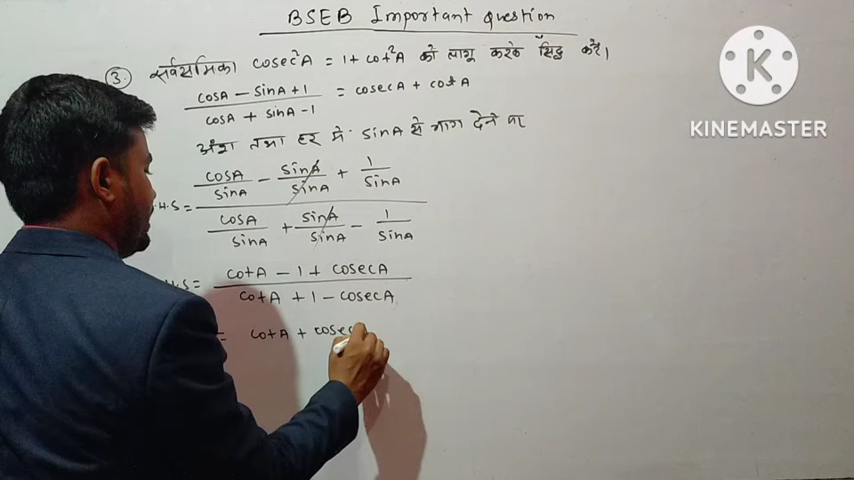 BSEB Important question
3. सर्वसमिका cosec²A = 1 + cot²A को लागू करके सिद्ध करें।
cosA - sinA + 1 / cosA + sinA - 1 = cosecA + cotA
अंश तथा हर में sinA से भाग देने पर
.H.S = cosA/sinA - sinA/sinA + 1/sinA
cosA/sinA + sinA/sinA - 1/sinA
.H.S = cotA - 1 + cosecA
cotA + 1 - cosecA
= cotA + cosec
K
KINEMASTER